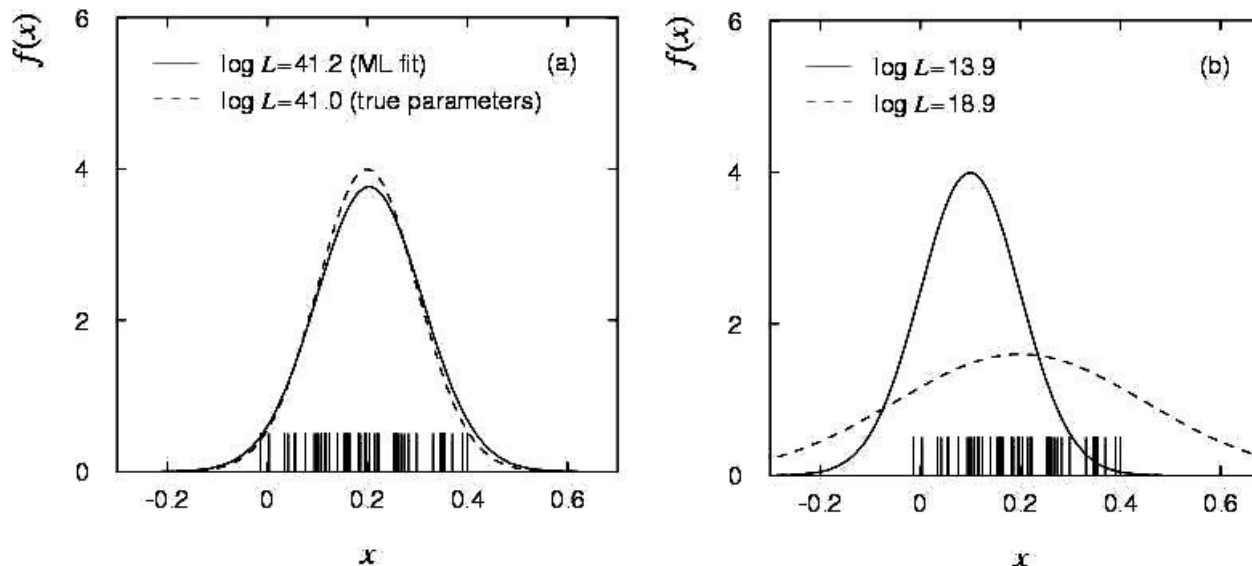 f(x)
6
4
2
0
log L=41.2 (ML fit)
(a)
log L=41.0 (true parameters)
-0.2 0 0.2 0.4 0.6
x
f(x)
6
4
2
0
log L=13.9
(b)
log L=18.9
-0.2 0 0.2 0.4 0.6
x